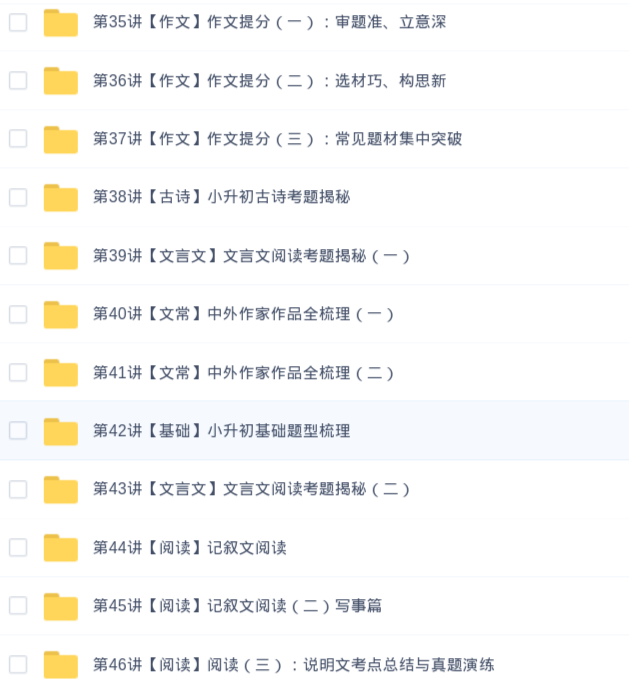 第35讲【作文】作文提分（一）：审题准、立意深
第36讲【作文】作文提分（二）：选材巧、构思新
第37讲【作文】作文提分（三）：常见题材集中突破
第38讲【古诗】小升初古诗考题揭秘
第39讲【文言文】文言文阅读考题揭秘（一）
第40讲【文常】中外作家作品全梳理（一）
第41讲【文常】中外作家作品全梳理（二）
第42讲【基础】小升初基础题型梳理
第43讲【文言文】文言文阅读考题揭秘（二）
第44讲【阅读】记叙文阅读
第45讲【阅读】记叙文阅读（二）写事篇
第46讲【阅读】阅读（三）：说明文考点总结与真题演练